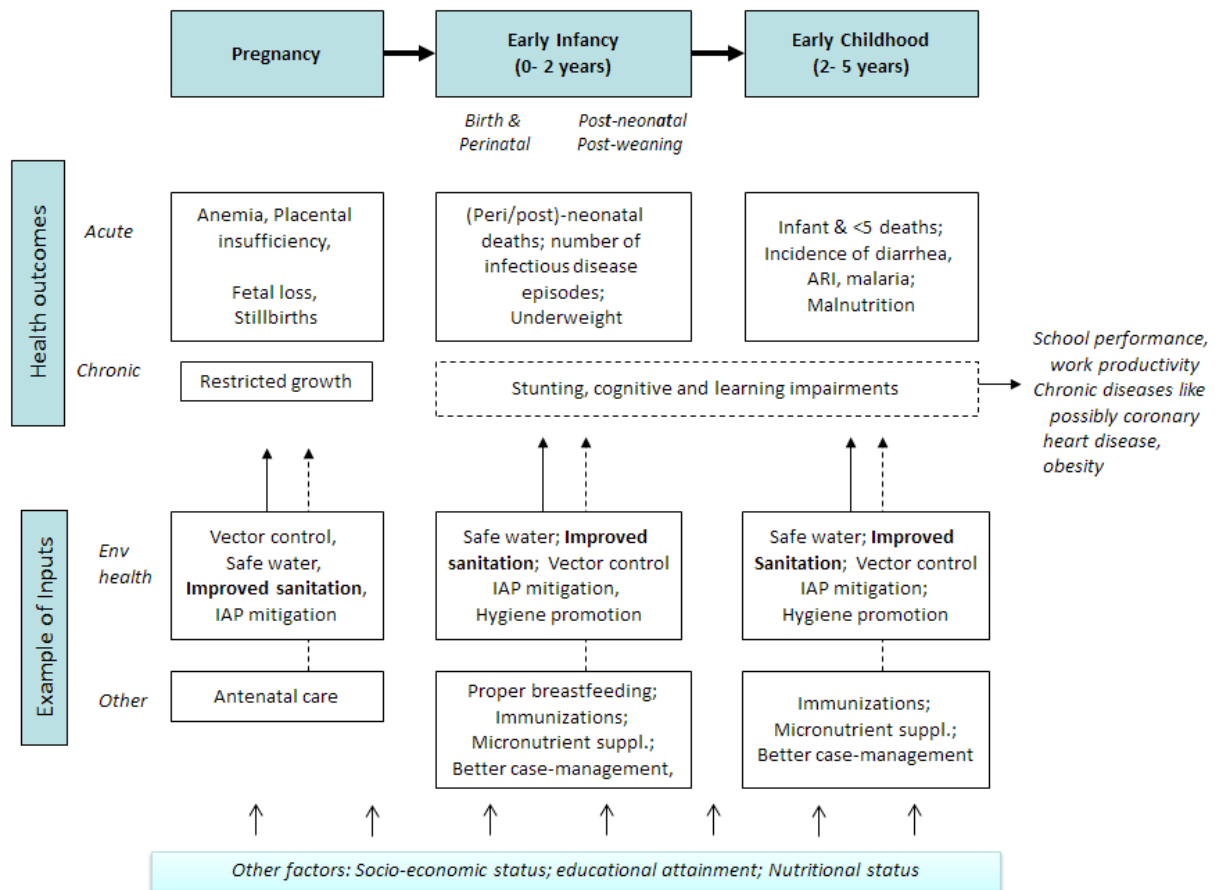 Pregnancy
Early Infancy
(0- 2 years)
Early Childhood
(2- 5 years)
Birth &
Perinatal
Post-neonatal
Post-weaning
Health outcomes
Acute
Anemia, Placental
insufficiency,
Fetal loss,
Stillbirths
(Peri/post)-neonatal
deaths; number of
infectious disease
episodes;
Underweight
Infant & <5 deaths;
Incidence of diarrhea,
ARI, malaria;
Malnutrition
Chronic
Restricted growth
Stunting, cognitive and learning impairments
School performance,
work productivity
Chronic diseases like
possibly coronary
heart disease,
obesity
Example of Inputs
Env
health
Vector control,
Safe water,
Improved sanitation,
IAP mitigation
Safe water; Improved
sanitation; Vector control
IAP mitigation,
Hygiene promotion
Safe water; Improved
Sanitation; Vector control
IAP mitigation;
Hygiene promotion
Other
Antenatal care
Proper breastfeeding;
Immunizations;
Micronutrient suppl.;
Better case-management,
Immunizations;
Micronutrient suppl.;
Better case-management
Other factors: Socio-economic status; educational attainment; Nutritional status